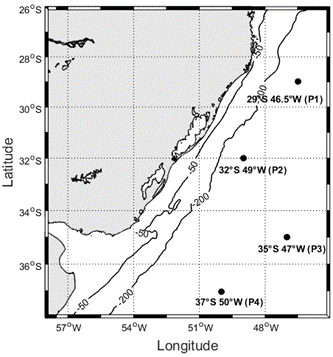 26°S
28°S
30°S
32°S
34°S
36°S
Latitude
-50
-200
29°S 46.5°W (P1)
32°S 49°W (P2)
-50
-200
-50
35°S 47°W (P3)
37°S 50°W (P4)
-50
-200
57°W 54°W 51°W 48°W
Longitude